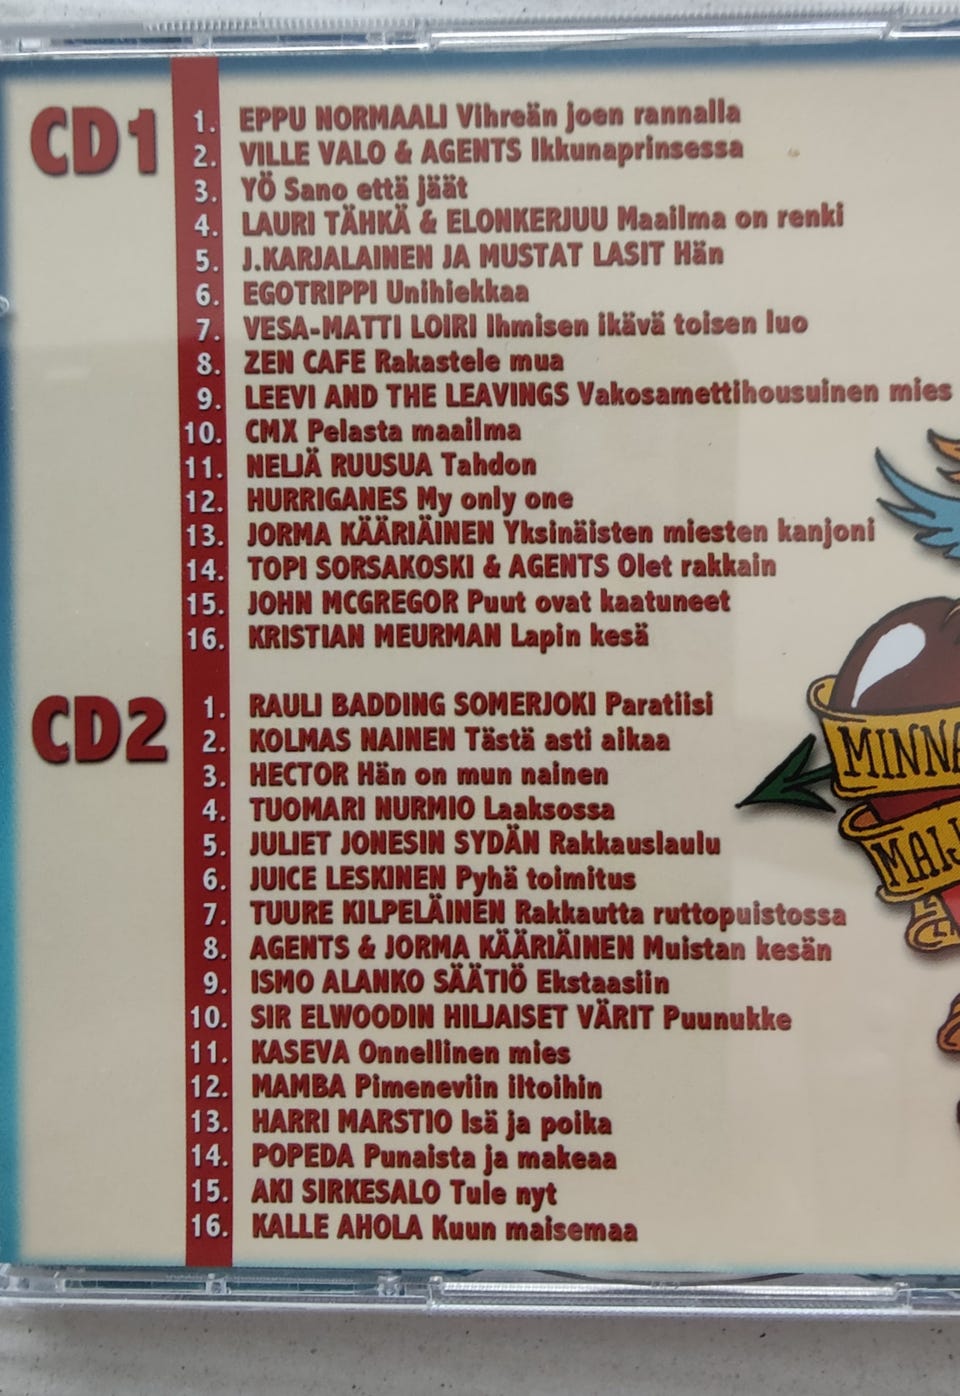 CD1
1. EPPU NORMAALI Vihreän joen rannalla
2. VILLE VALO & AGENTS Ikkunaprinsessa
3. YÖ Sano että jäät
4. LAURI TÄHKÄ & ELONKERJUU Maailma on renki
5. J.KARJALAINEN JA MUSTAT LASIT Hän
6. EGOTRIPPI Unihiekkaa
7. VESA-MATTI LOIRI Ihmisen ikävä toisen luo
8. ZEN CAFE Rakastele mua
9. LEEVI AND THE LEAVINGS Vakosamettihousuinen mies
10. CMX Pelasta maailma
11. NELJÄ RUUSUA Tahdon
12. HURRIGANES My only one
13. JORMA KÄÄRIÄINEN Yksinäisten miesten kanjoni
14. TOPI SORSAKOSKI & AGENTS Olet rakkain
15. JOHN MCGREGOR Puut ovat kaatuneet
16. KRISTIAN MEURMAN Lapin kesä
CD2
1. RAULI BADDING SOMERJOKI Paratiisi
2. KOLMAS NAINEN Tästä asti aikaa
3. HECTOR Hän on mun nainen
4. TUOMARI NURMIO Laaksossa
5. JULIET JONESIN SYDÄN Rakkauslaulu
6. JUICE LESKINEN Pyhä toimitus
7. TUURE KILPELÄINEN Rakkautta ruttopuistossa
8. AGENTS & JORMA KÄÄRIÄINEN Muistan kesän
9. ISMO ALANKO SÄÄTIÖ Ekstaasiin
10. SIR ELWOODIN HILJAISET VÄRIT Puunukke
11. KASEVA Onnellinen mies
12. MAMBA Pimeneviin iltoihin
13. HARRI MARSTIO Isä ja poika
14. POPEDA Punaista ja makeaa
15. AKI SIRKESALO Tule nyt
16. KALLE AHOLA Kuun maisemaa
MINNA
MAIJ